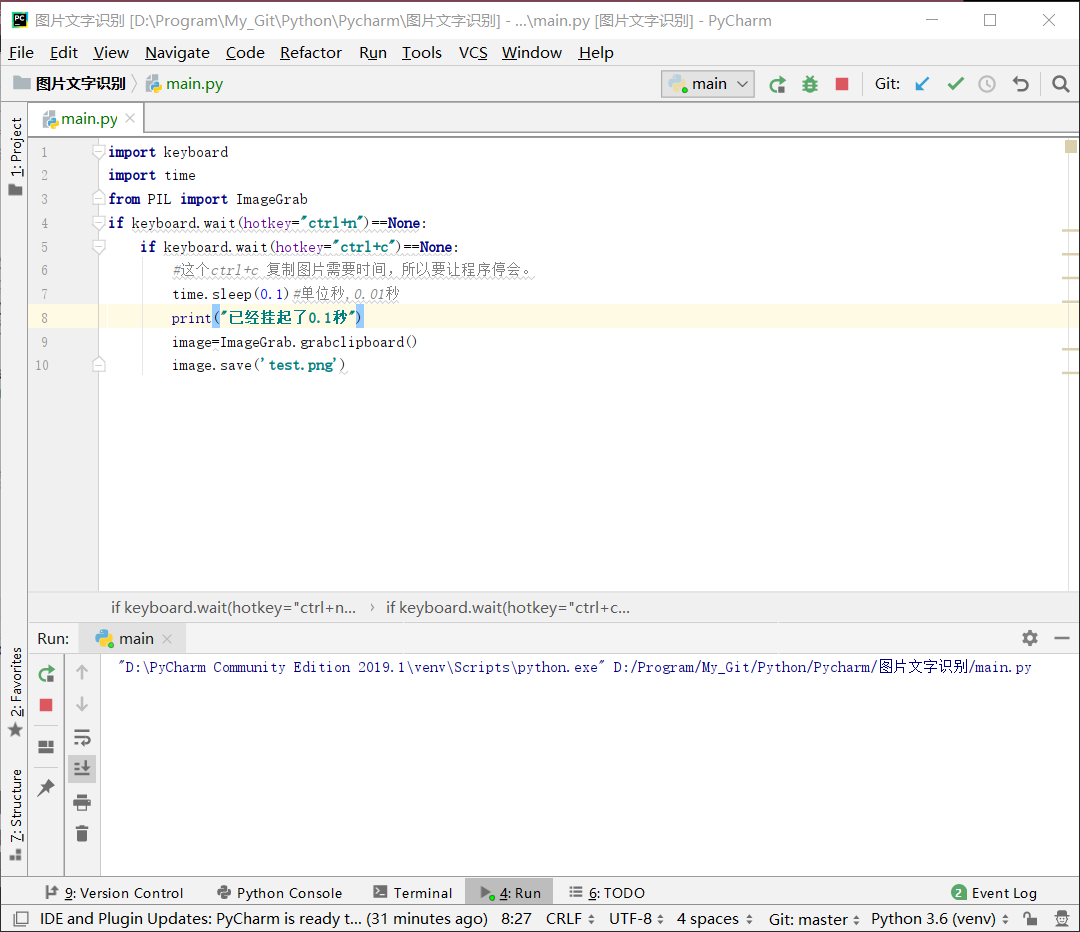 图片文字识别 [D:\Program\My_Git\Python\Pycharm\图片文字识别] - ...\main.py [图片文字识别] - PyCharm
File Edit View Navigate Code Refactor Run Tools VCS Window Help
图片文字识别 main.py main Git:
main.py
1: Project
1 import keyboard
2 import time
3 from PIL import ImageGrab
4 if keyboard.wait(hotkey="ctrl+n")==None:
5 if keyboard.wait(hotkey="ctrl+c")==None:
6 #这个ctrl+c 复制图片需要时间，所以要让程序停会。
7 time.sleep(0.1)#单位秒,0.01秒
8 print("已经挂起了0.1秒")
9 image=ImageGrab.grabclipboard()
10 image.save('test.png')
if keyboard.wait(hotkey="ctrl+n... › if keyboard.wait(hotkey="ctrl+c...
Run: main
"D:\PyCharm Community Edition 2019.1\venv\Scripts\python.exe" D:/Program/My_Git/Python/Pycharm/图片文字识别/main.py
2: Favorites
7: Structure
9: Version Control Python Console Terminal 4: Run 6: TODO 2 Event Log
IDE and Plugin Updates: PyCharm is ready t... (31 minutes ago) 8:27 CRLF UTF-8 4 spaces Git: master Python 3.6 (venv)